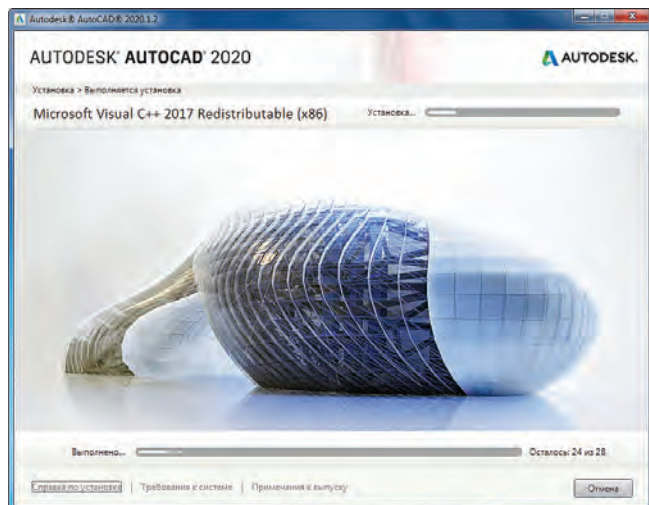 Autodesk® AutoCAD® 2020.1.2
AUTODESK® AUTOCAD® 2020
AUTODESK.
Установка > Выполняется установка
Microsoft Visual C++ 2017 Redistributable (x86)
Установка...
Выполнено...
Осталось: 24 из 28
Справка по установке | Требования к системе | Примечания к выпуску
Отмена